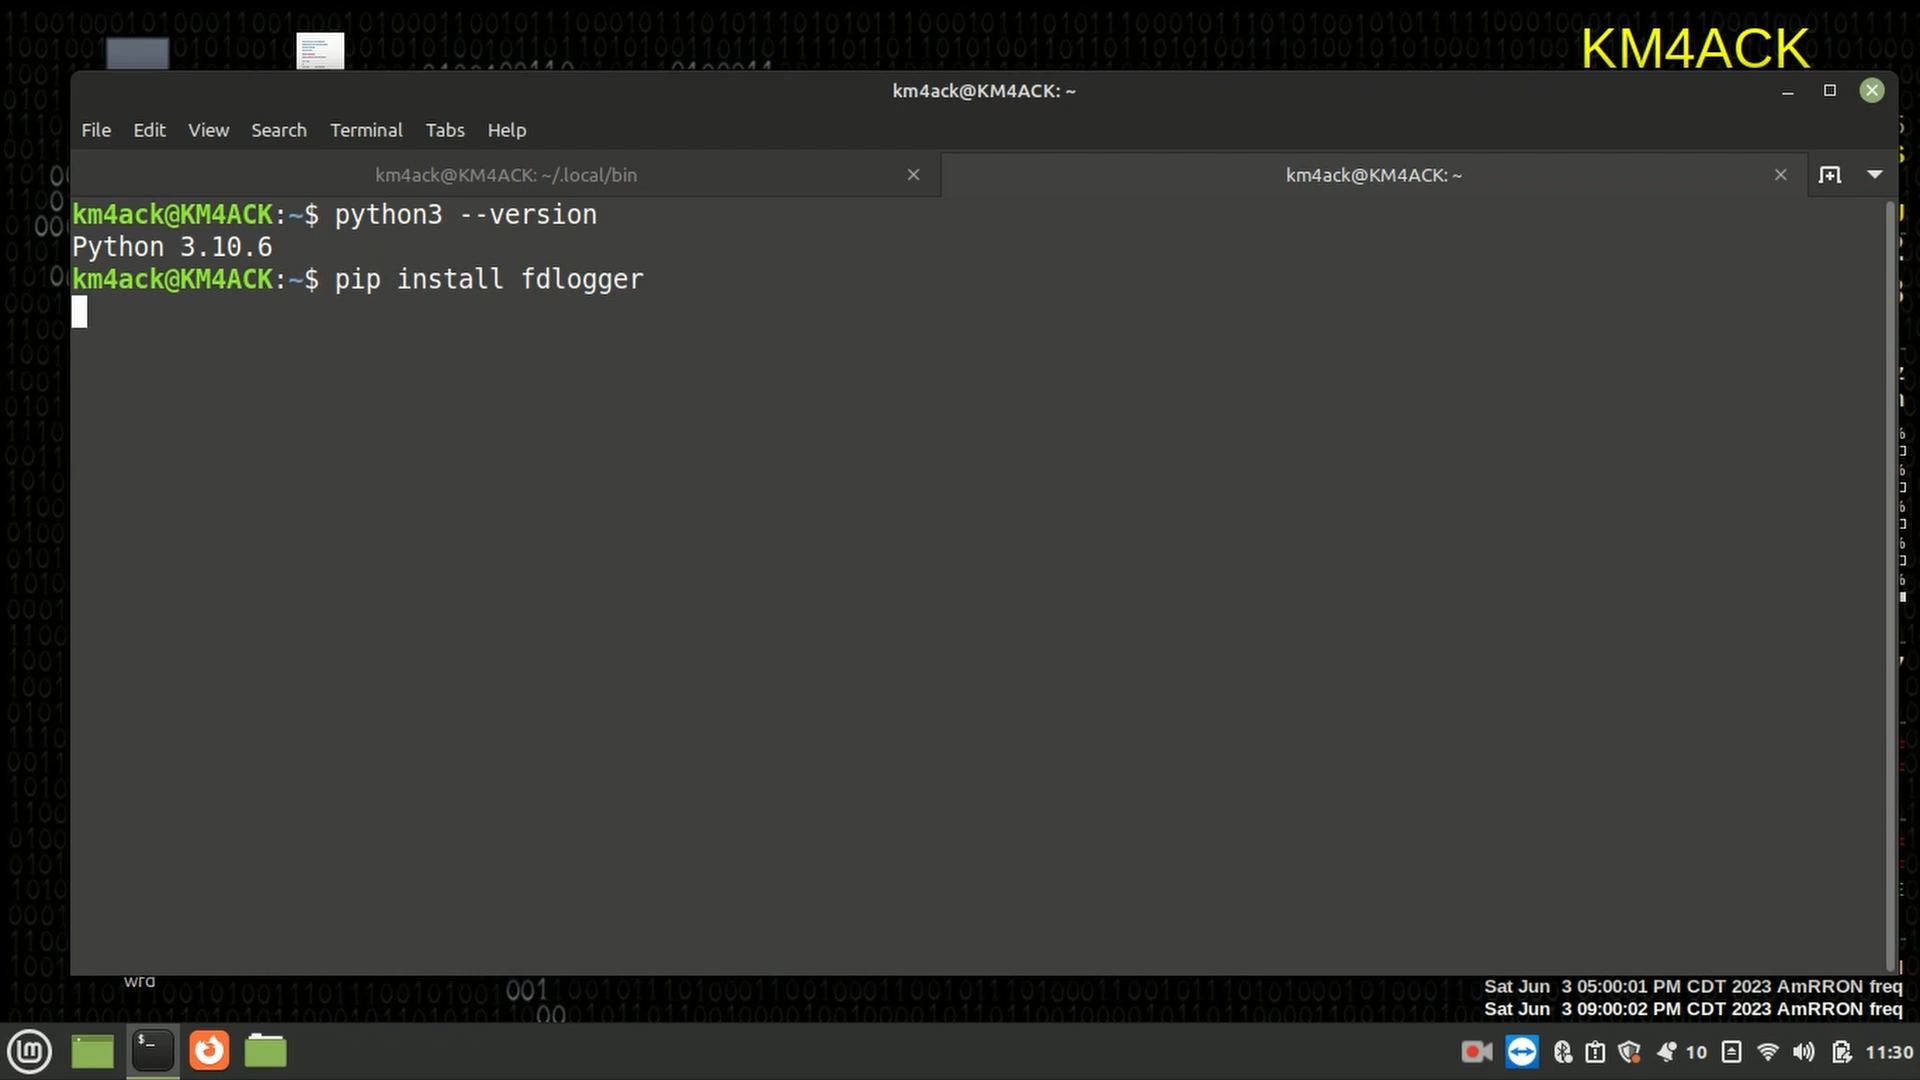 KM4ACK
km4ack@KM4ACK: ~
File Edit View Search Terminal Tabs Help
km4ack@KM4ACK: ~/.local/bin
km4ack@KM4ACK: ~
km4ack@KM4ACK:~$ python3 --version
Python 3.10.6
km4ack@KM4ACK:~$ pip install fdlogger
Sat Jun 3 05:00:01 PM CDT 2023 AmRRON freq
Sat Jun 3 09:00:02 PM CDT 2023 AmRRON freq
$_
10
11:30